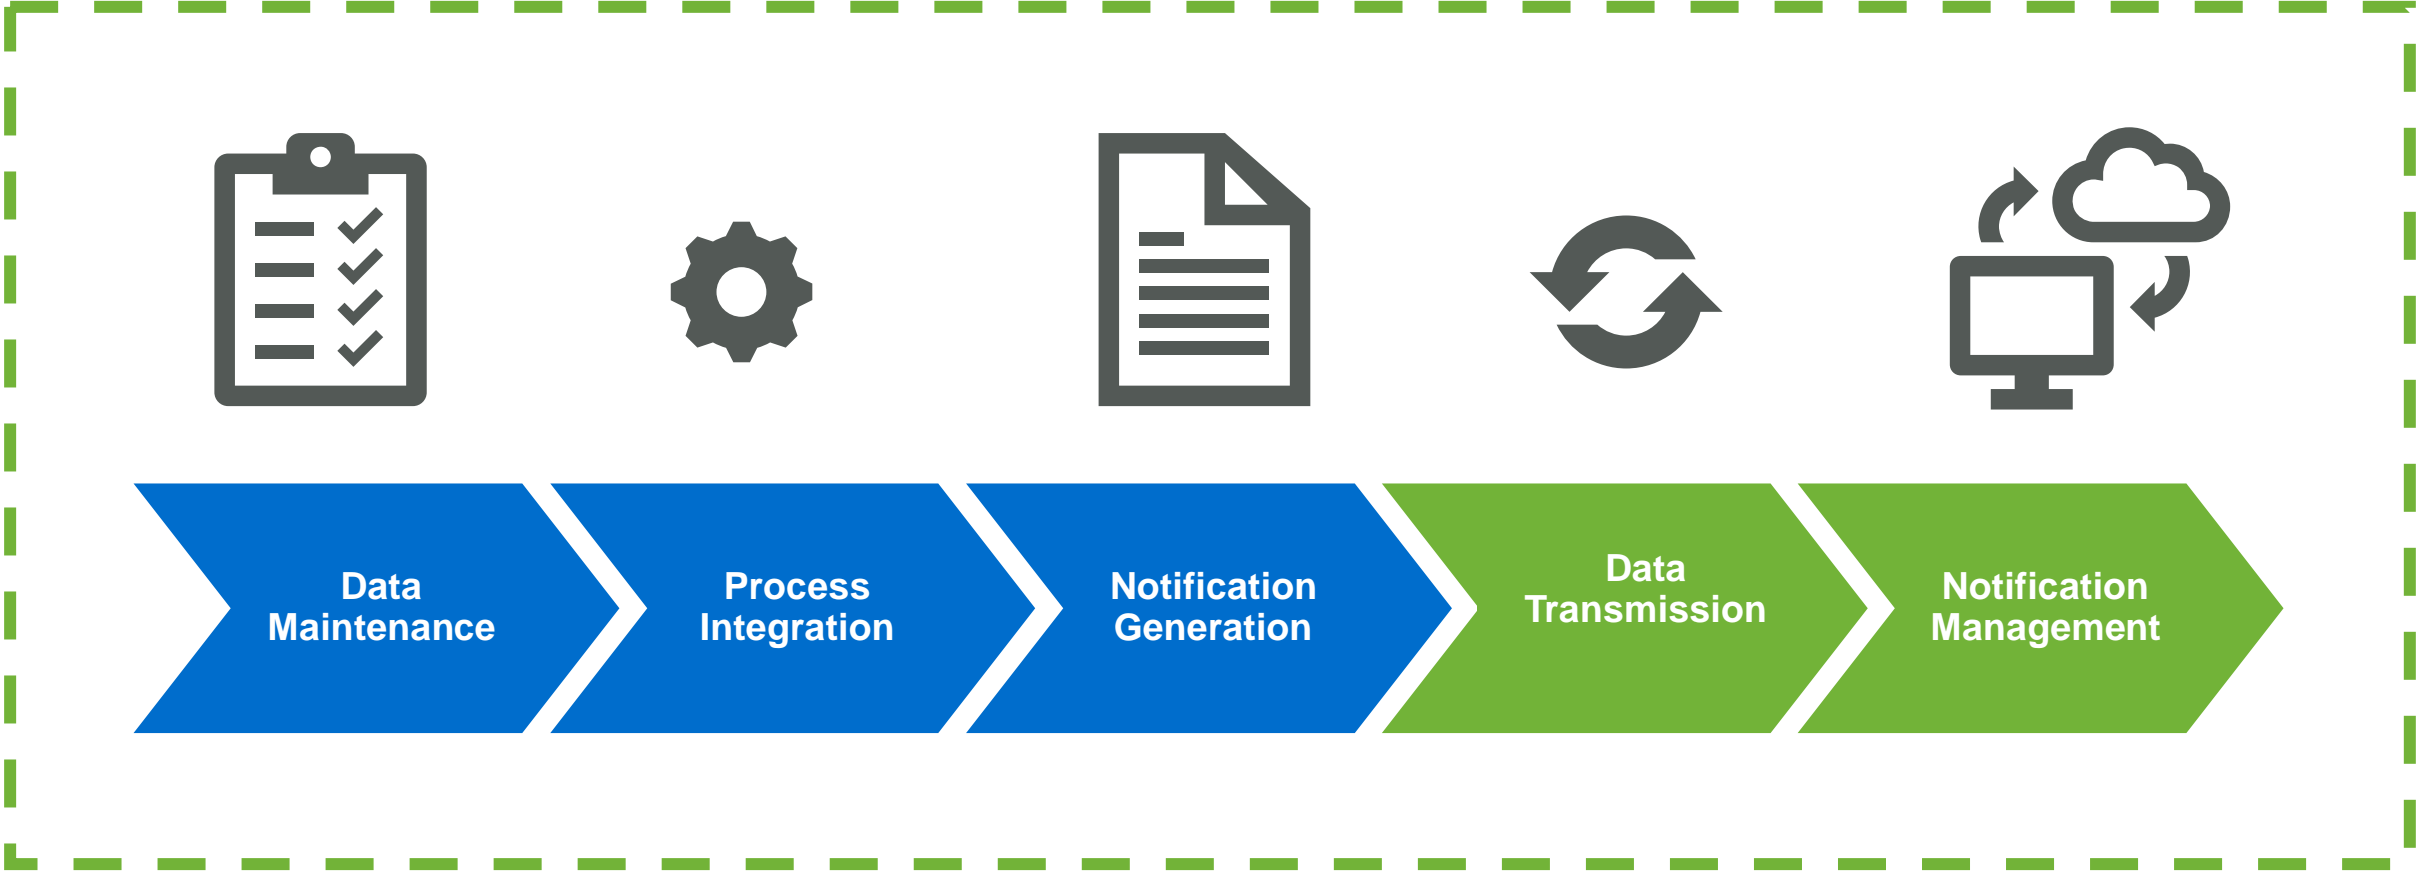 Data
Maintenance
Process
Integration
Notification
Generation
Data
Transmission
Notification
Management